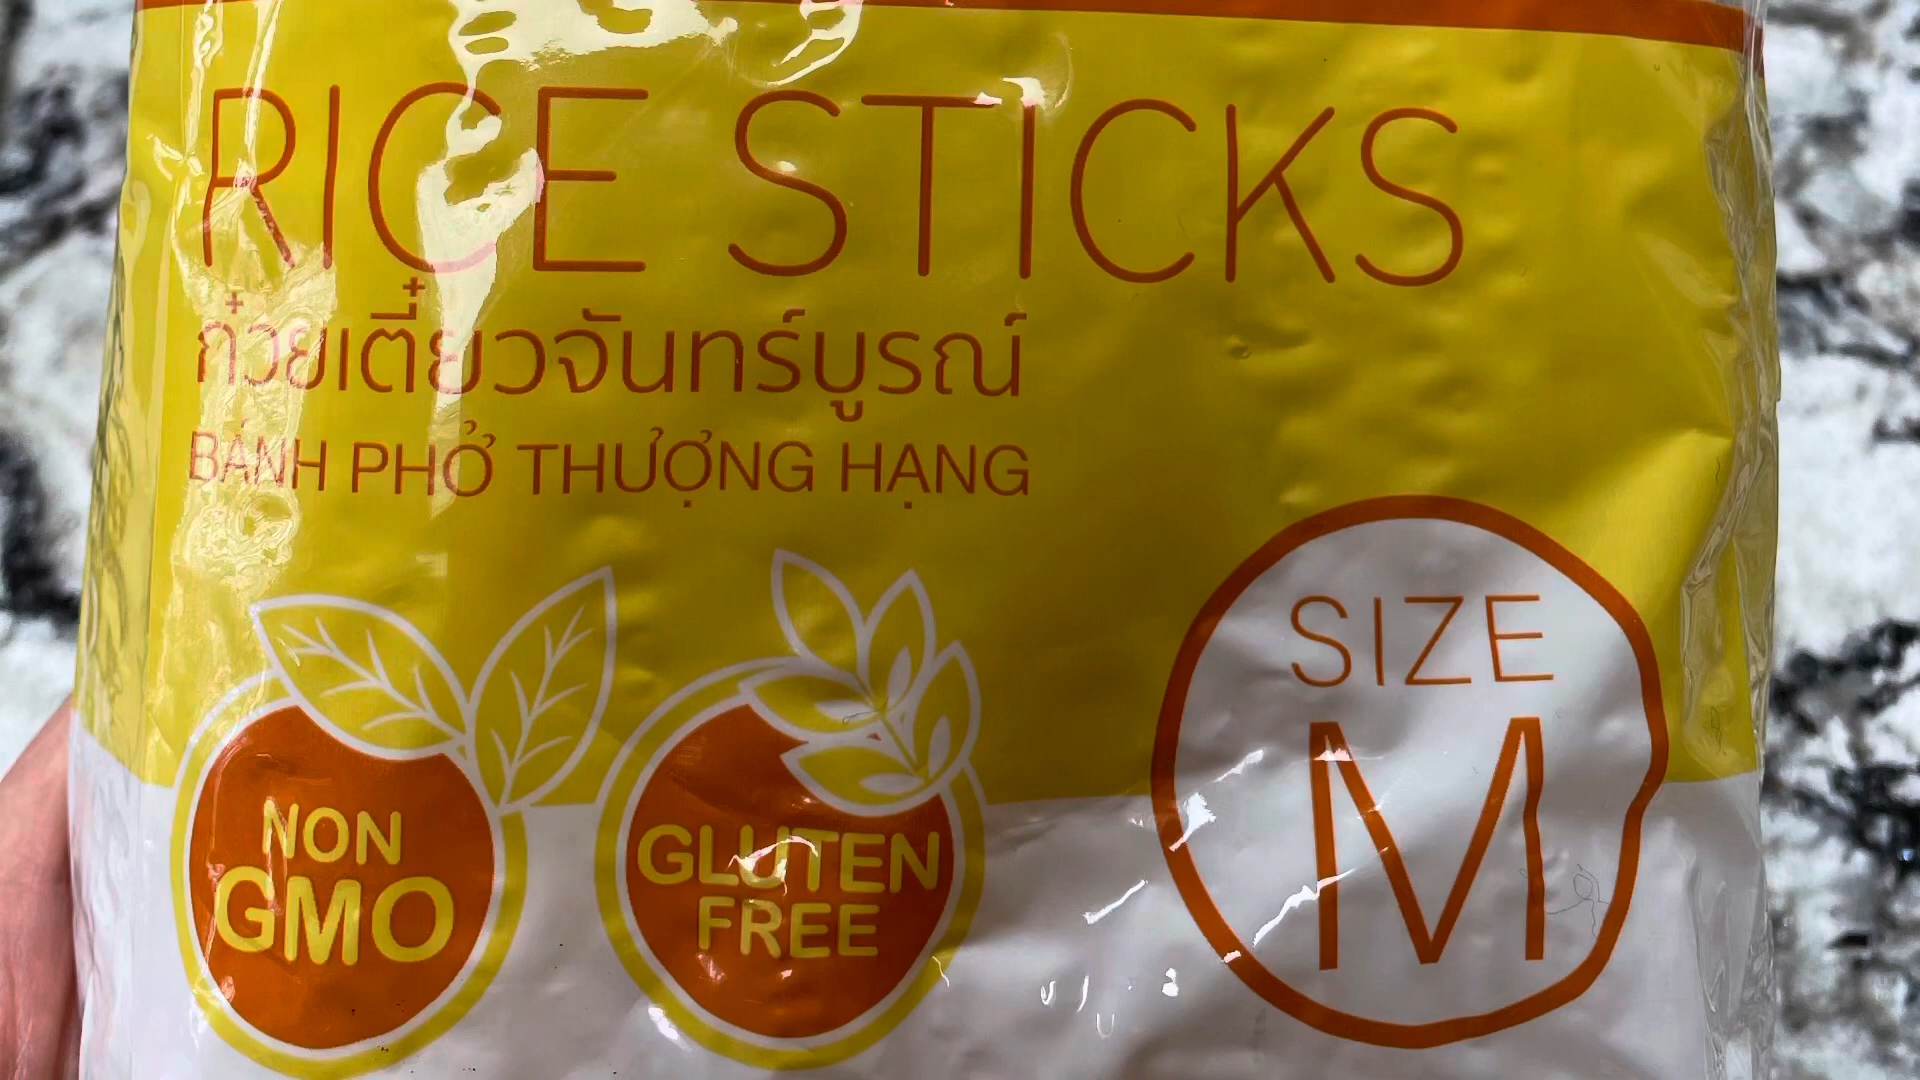 RICE STICKS
ก๋วยเตี๋ยวจันทร์บูรณ์
BÁNH PHỞ THƯỢNG HẠNG
NON
GMO
GLUTEN
FREE
SIZE
M